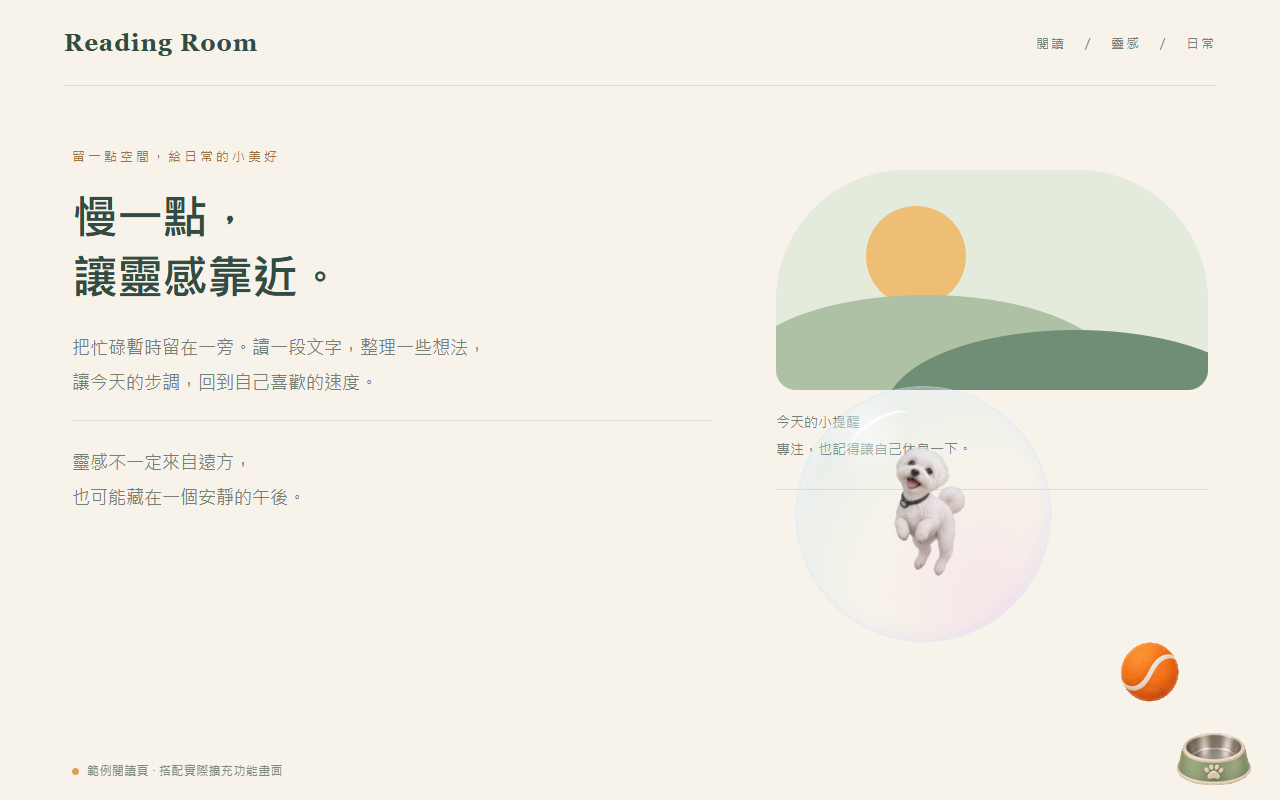 Reading Room
閱讀 / 靈感 / 日常
留一點空間，給日常的小美好
慢一點，
讓靈感靠近。
把忙碌暫時留在一旁。讀一段文字，整理一些想法，
讓今天的步調，回到自己喜歡的速度。
靈感不一定來自遠方，
也可能藏在一個安靜的午後。
今天的小提醒
專注，也記得讓自己休息一下。
範例閱讀頁 · 搭配實際擴充功能畫面